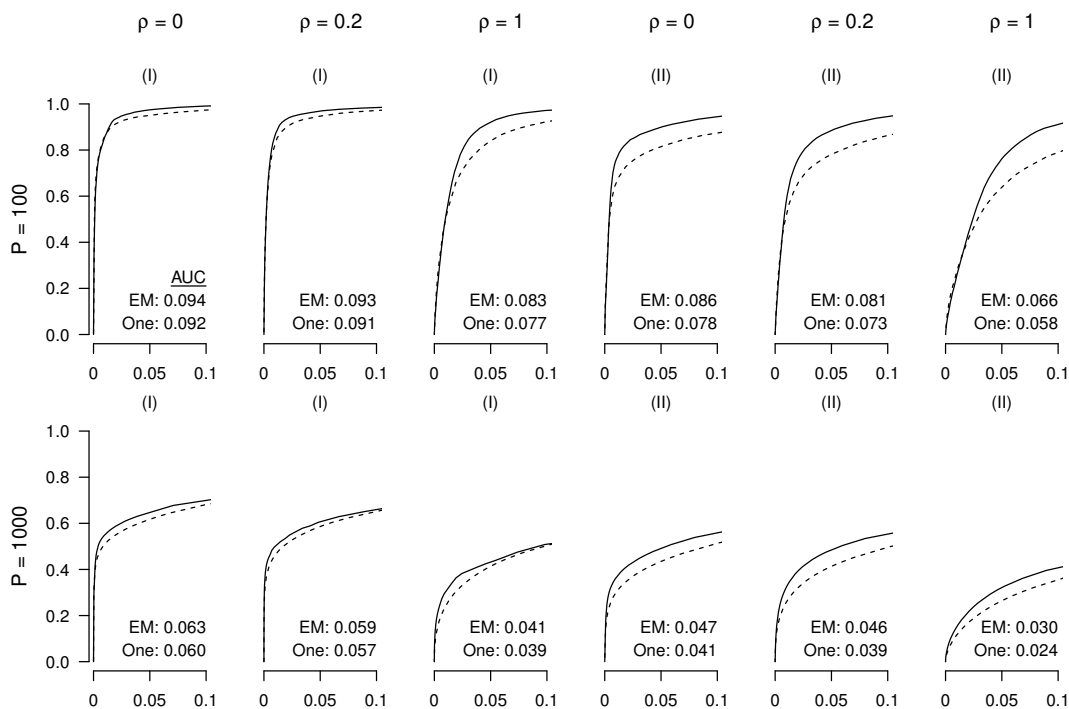 ρ = 0
ρ = 0.2
ρ = 1
ρ = 0
ρ = 0.2
ρ = 1
(I)
(I)
(I)
(II)
(II)
(II)
P = 100
1.0
0.8
0.6
0.4
0.2
0.0
AUC
EM: 0.094
One: 0.092
EM: 0.093
One: 0.091
EM: 0.083
One: 0.077
EM: 0.086
One: 0.078
EM: 0.081
One: 0.073
EM: 0.066
One: 0.058
0 0.05 0.1
0 0.05 0.1
0 0.05 0.1
0 0.05 0.1
0 0.05 0.1
0 0.05 0.1
(I)
(I)
(I)
(II)
(II)
(II)
P = 1000
1.0
0.8
0.6
0.4
0.2
0.0
EM: 0.063
One: 0.060
EM: 0.059
One: 0.057
EM: 0.041
One: 0.039
EM: 0.047
One: 0.041
EM: 0.046
One: 0.039
EM: 0.030
One: 0.024
0 0.05 0.1
0 0.05 0.1
0 0.05 0.1
0 0.05 0.1
0 0.05 0.1
0 0.05 0.1